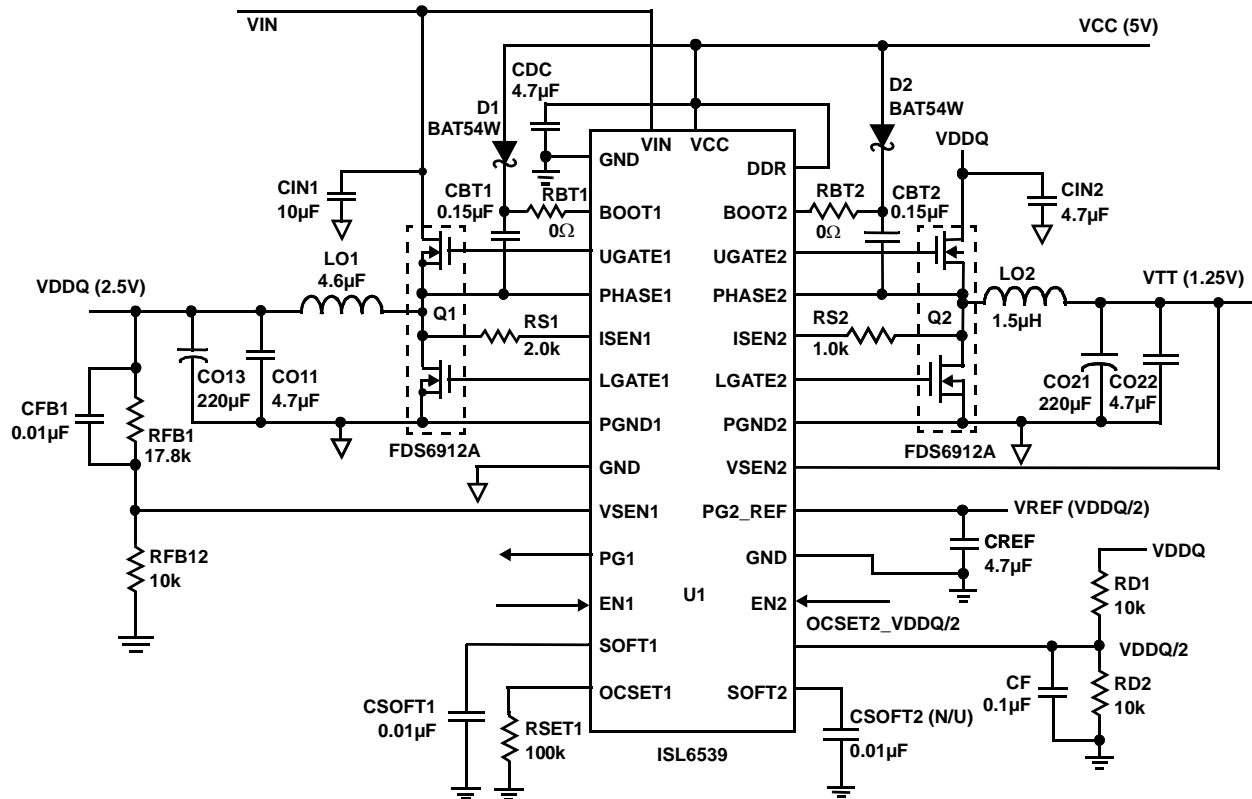 VIN
VCC (5V)
CDC
4.7µF
D1
BAT54W
D2
BAT54W
VIN
VCC
VDDQ
GND
DDR
CIN1
10µF
CBT1
0.15µF
RBT1
0Ω
BOOT1
BOOT2
RBT2
0Ω
CBT2
0.15µF
CIN2
4.7µF
UGATE1
UGATE2
LO1
4.6µF
VDDQ (2.5V)
PHASE1
PHASE2
LO2
1.5µH
VTT (1.25V)
Q1
RS1
2.0k
ISEN1
ISEN2
RS2
1.0k
Q2
CO13
220µF
CO11
4.7µF
LGATE1
LGATE2
CO21
220µF
CO22
4.7µF
CFB1
0.01µF
RFB1
17.8k
PGND1
PGND2
FDS6912A
FDS6912A
GND
VSEN2
VSEN1
PG2_REF
VREF (VDDQ/2)
RFB12
10k
PG1
GND
CREF
4.7µF
VDDQ
U1
EN1
EN2
RD1
10k
OCSET2_VDDQ/2
SOFT1
VDDQ/2
OCSET1
SOFT2
CF
0.1µF
RD2
10k
CSOFT1
0.01µF
RSET1
100k
CSOFT2 (N/U)
0.01µF
ISL6539